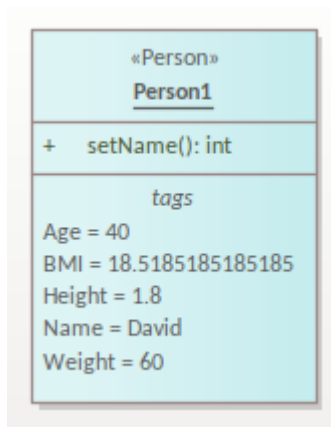 «Person»
Person1
+ setName(): int
tags
Age = 40
BMI = 18.5185185185185
Height = 1.8
Name = David
Weight = 60